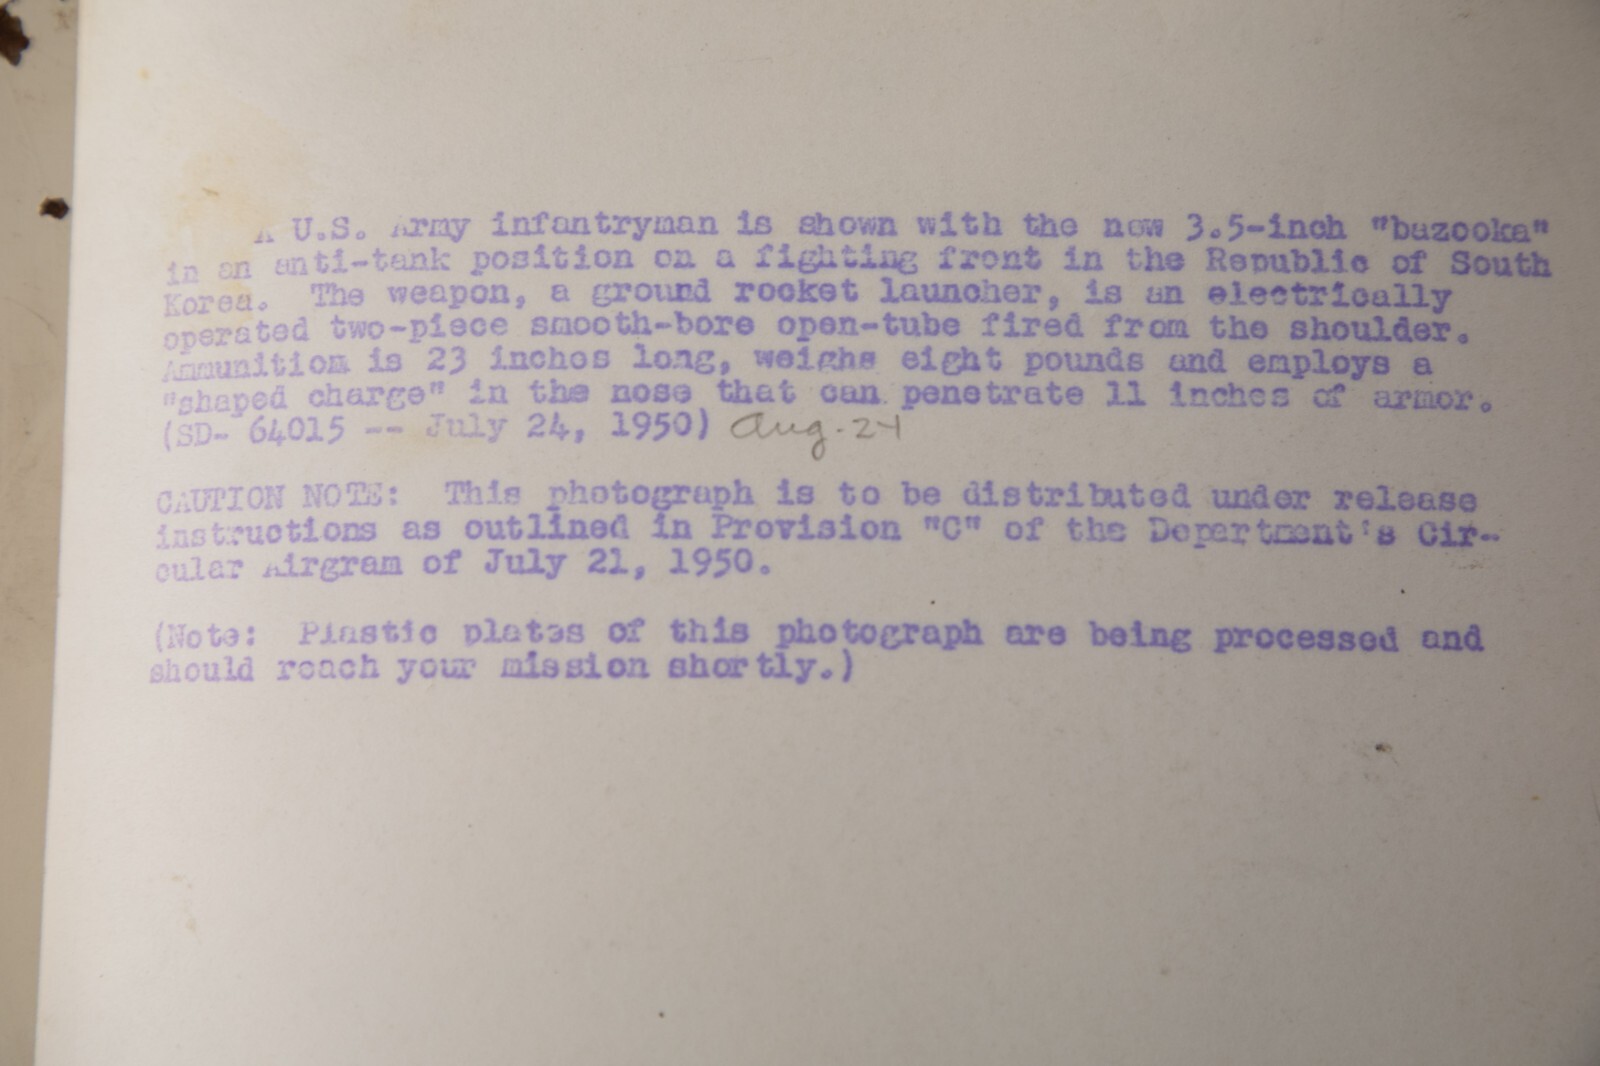 A U.S. Army infantryman is shown with the new 3.5-inch "bazooka"
in an anti-tank position on a fighting front in the Republic of South
Korea. The weapon, a ground rocket launcher, is an electrically
operated two-piece smooth-bore open-tube fired from the shoulder.
Ammunition is 23 inches long, weighs eight pounds and employs a
"shaped charge" in the nose that can penetrate 11 inches of armor.
(SD- 64015 -- July 24, 1950) Aug. 24
CAUTION NOTE: This photograph is to be distributed under release
instructions as outlined in Provision "C" of the Department's Cir-
cular Airgram of July 21, 1950.
(Note: Plastic plates of this photograph are being processed and
should reach your mission shortly.)